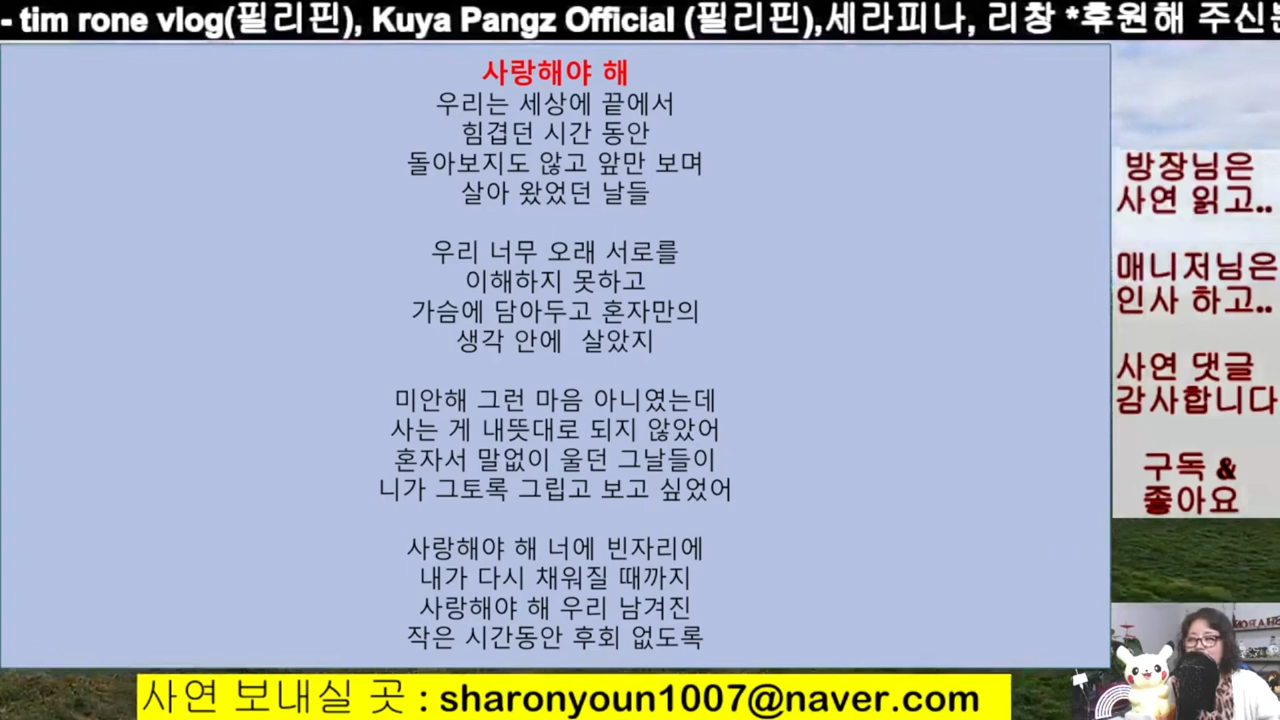 - tim rone vlog(필리핀), Kuya Pangz Official (필리핀),세라피나, 리창 *후원해 주신분
사랑해야 해
우리는 세상에 끝에서
힘겹던 시간 동안
돌아보지도 않고 앞만 보며
살아 왔었던 날들
우리 너무 오래 서로를
이해하지 못하고
가슴에 담아두고 혼자만의
생각 안에 살았지
미안해 그런 마음 아니였는데
사는 게 내뜻대로 되지 않았어
혼자서 말없이 울던 그날들이
니가 그토록 그립고 보고 싶었어
사랑해야 해 너에 빈자리에
내가 다시 채워질 때까지
사랑해야 해 우리 남겨진
작은 시간동안 후회 없도록
방장님은
사연 읽고..
매니저님은
인사 하고..
사연 댓글
감사합니다
구독 &
좋아요
사연 보내실 곳 : sharonyoun1007@naver.com